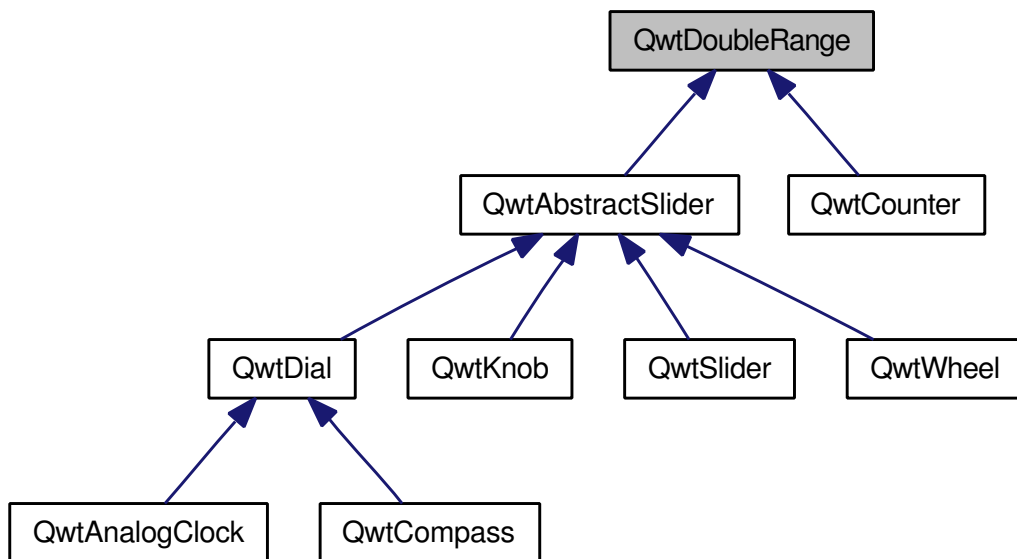 QwtDoubleRange
QwtAbstractSlider
QwtCounter
QwtDial
QwtKnob
QwtSlider
QwtWheel
QwtAnalogClock
QwtCompass